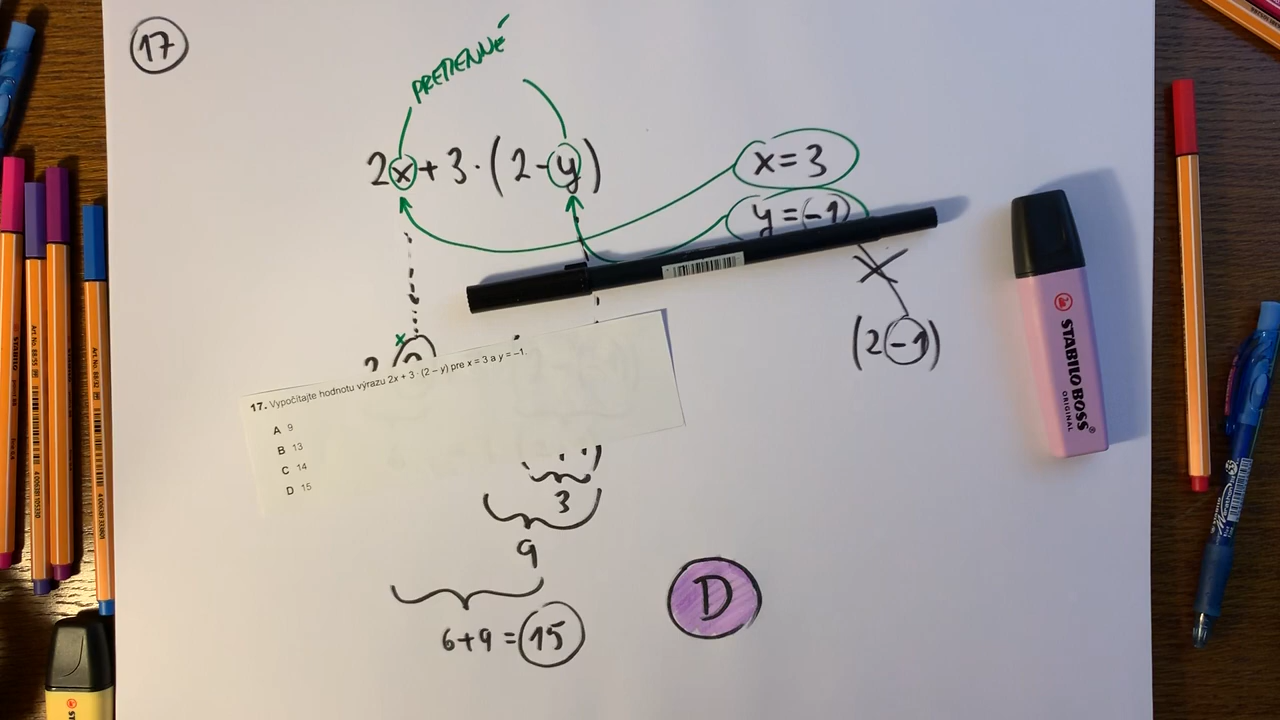 17
PREMENNÉ
2x+3·(2-y)
x=3
y=(-1)
(2-1)
x
17. Vypočítajte hodnotu výrazu 2x + 3 · (2 – y) pre x = 3 a y = –1.
A 9
B 13
C 14
D 15
3
9
6+9=15
D
STABILO BOSS
ORIGINAL